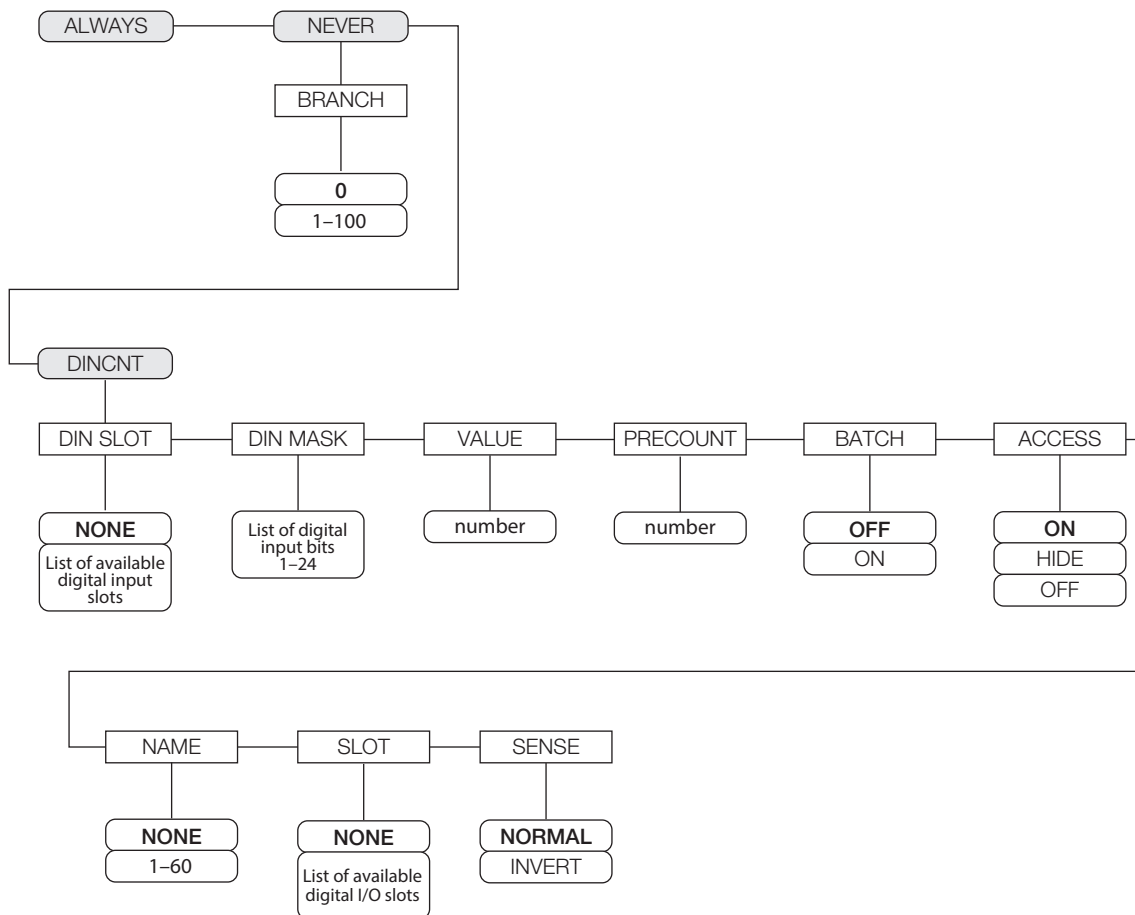 ALWAYS
NEVER
BRANCH
0
1–100
DINCNT
DIN SLOT
DIN MASK
VALUE
PRECOUNT
BATCH
ACCESS
NONE
List of available
digital input
slots
List of digital
input bits
1–24
number
number
OFF
ON
ON
HIDE
OFF
NAME
SLOT
SENSE
NONE
1–60
NONE
List of available
digital I/O slots
NORMAL
INVERT